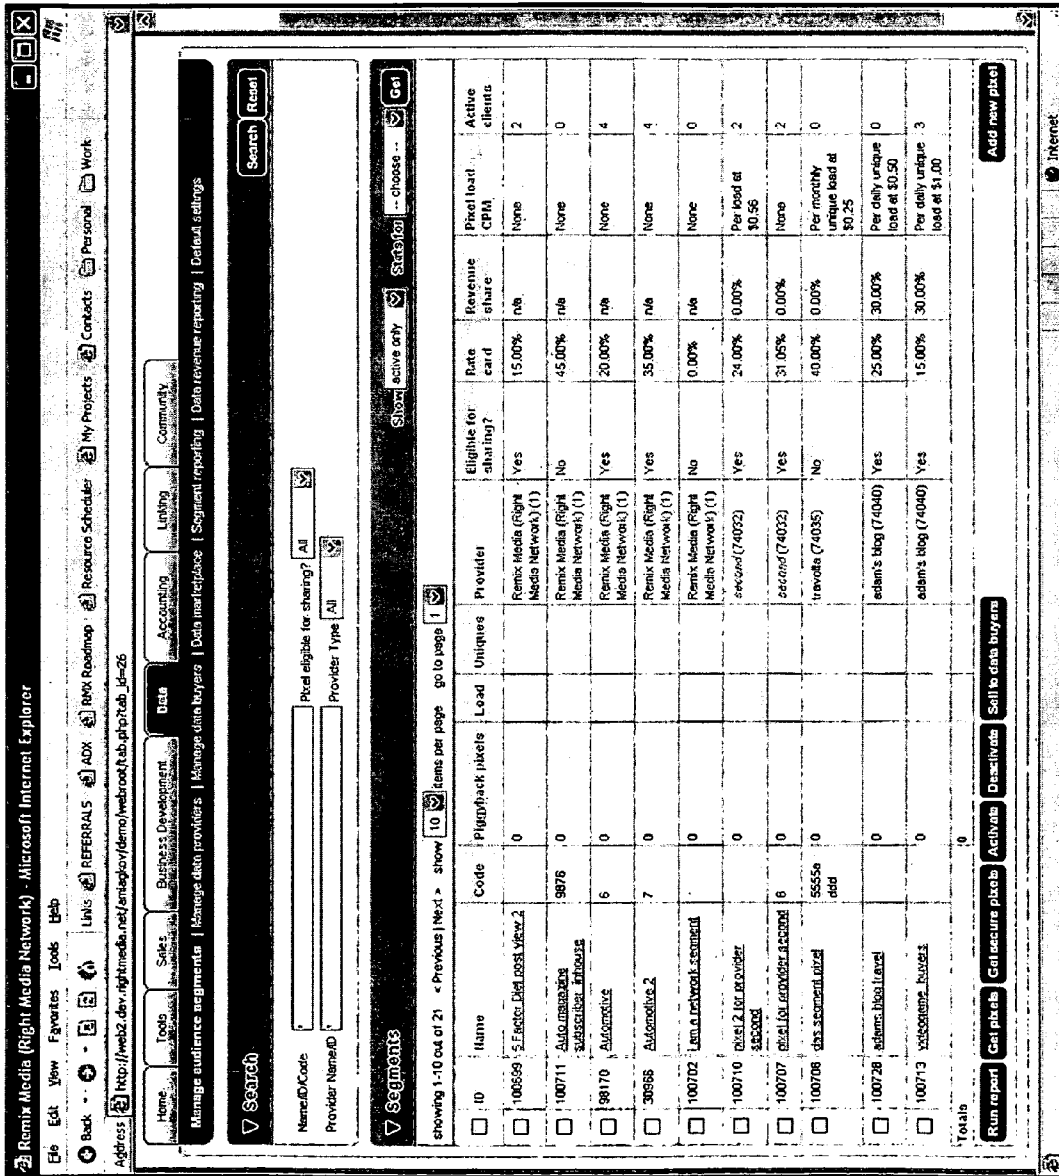 Remix Media (Right Media Network) - Microsoft Internet Explorer
File Edit View Favorites Tools Help
Back Links REFERRALS ADX RMX Roadmap Resource Scheduler My Projects Contacts Personal Work
Address http://web2.dev.rightmedia.net/amiagkov/demo/webroot/tab.php?tab_id=26
Home Tools Sales Business Development Data Accounting Linking Community
Manage audience segments | Manage data providers | Manage data buyers | Data marketplace | Segment reporting | Data revenue reporting | Default settings
Search Search Reset
Name/ID/Code Pixel eligible for sharing? All
Provider Name/ID Provider Type All
Segments Show active only Stats for -- choose -- Get
showing 1-10 out of 21 < Previous | Next > show 10 items per page go to page 1
ID Name Code Piggyback pixels Load Uniques Provider Eligible for sharing? Rate card Revenue share Pixel load CPM Active clients
100699 5 Factor Diet post view 2 0 Remix Media (Right Media Network) (1) Yes 15.00% n/a None 2
100711 Auto magazine subscriber_inhouse 9876 0 Remix Media (Right Media Network) (1) No 45.00% n/a None 0
98170 Automotive 6 0 Remix Media (Right Media Network) (1) Yes 20.00% n/a None 4
30966 Automotive 2 7 0 Remix Media (Right Media Network) (1) Yes 35.00% n/a None 4
100702 I am a network segment 0 Remix Media (Right Media Network) (1) No 0.00% n/a None 0
100710 pixel 2 for provider second 0 second (74032) Yes 24.00% 0.00% Per load at $0.56 2
100707 pixel for provider second 8 0 second (74032) Yes 31.05% 0.00% None 2
100708 segment pixel 5555a ddd 0 travolta (74035) No 40.00% 0.00% Per monthly unique load at $0.25 0
100728 adams blog travel 0 adam's blog (74040) Yes 25.00% 30.00% Per daily unique load at $0.50 0
100713 videogame_buyers 0 adam's blog (74040) Yes 15.00% 30.00% Per daily unique load at $1.00 3
Totals 0
Run report Get pixels Get secure pixels Activate Deactivate Sell to data buyers Add new pixel
Internet